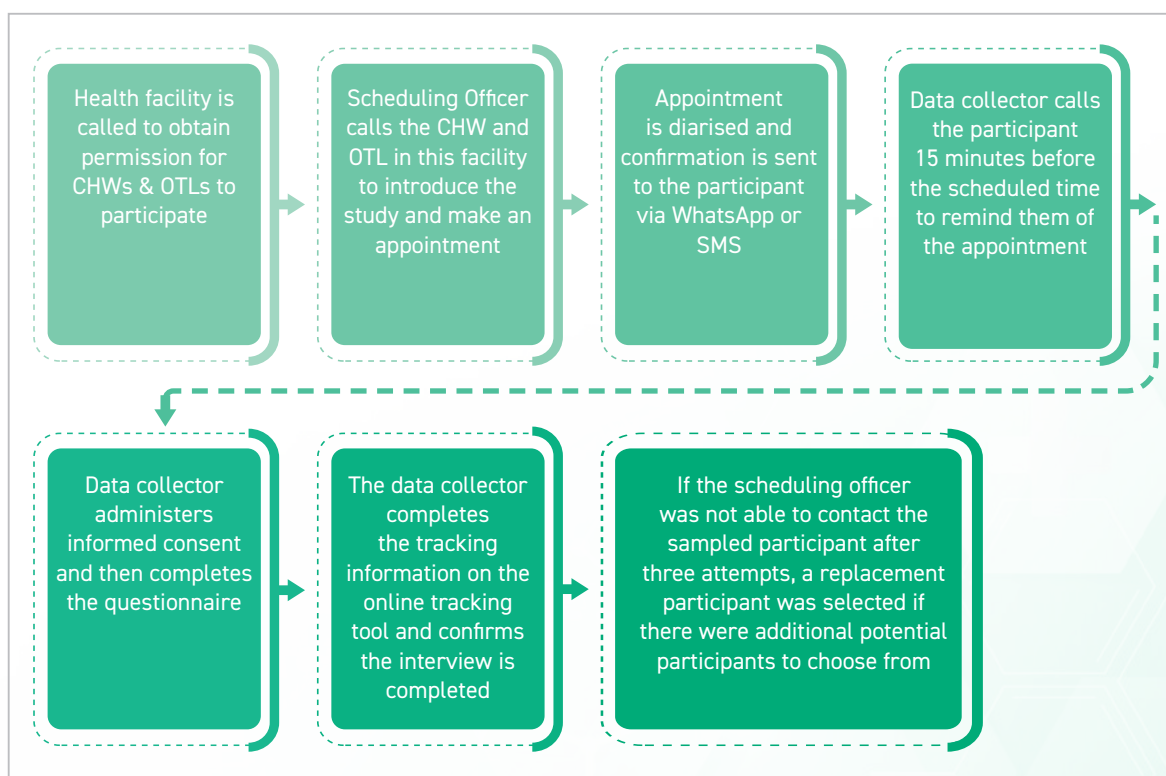 Health facility is
called to obtain
permission for
CHWs & OTLs to
participate
Scheduling Officer
calls the CHW and
OTL in this facility
to introduce the
study and make an
appointment
Appointment
is diarised and
confirmation is sent
to the participant
via WhatsApp or
SMS
Data collector calls
the participant
15 minutes before
the scheduled time
to remind them of
the appointment
Data collector
administers
informed consent
and then completes
the questionnaire
The data collector
completes
the tracking
information on the
online tracking
tool and confirms
the interview is
completed
If the scheduling officer
was not able to contact the
sampled participant after
three attempts, a replacement
participant was selected if
there were additional potential
participants to choose from